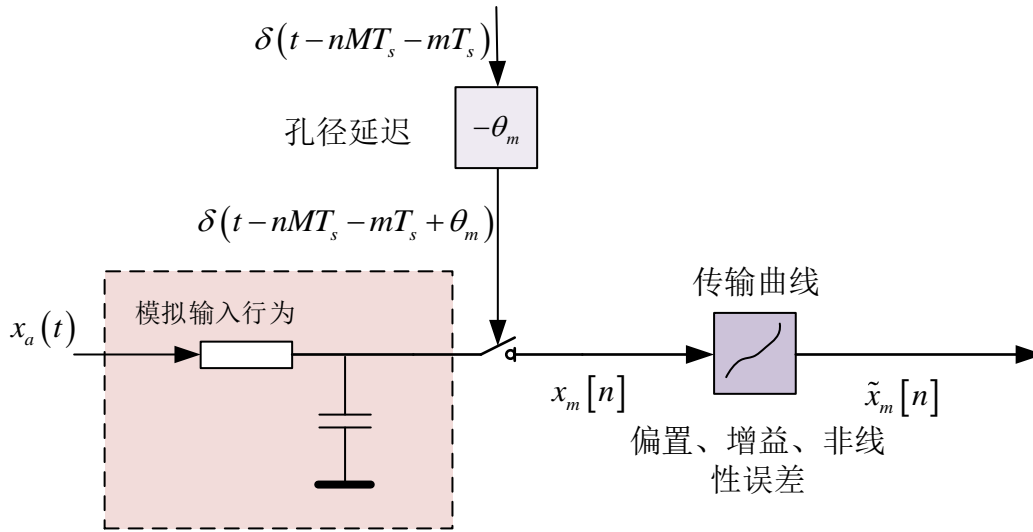 δ(t − nMT_s − mT_s)
孔径延迟
−θ_m
δ(t − nMT_s − mT_s + θ_m)
传输曲线
模拟输入行为
x_a(t)
x_m[n]
x̃_m[n]
偏置、增益、非线
性误差